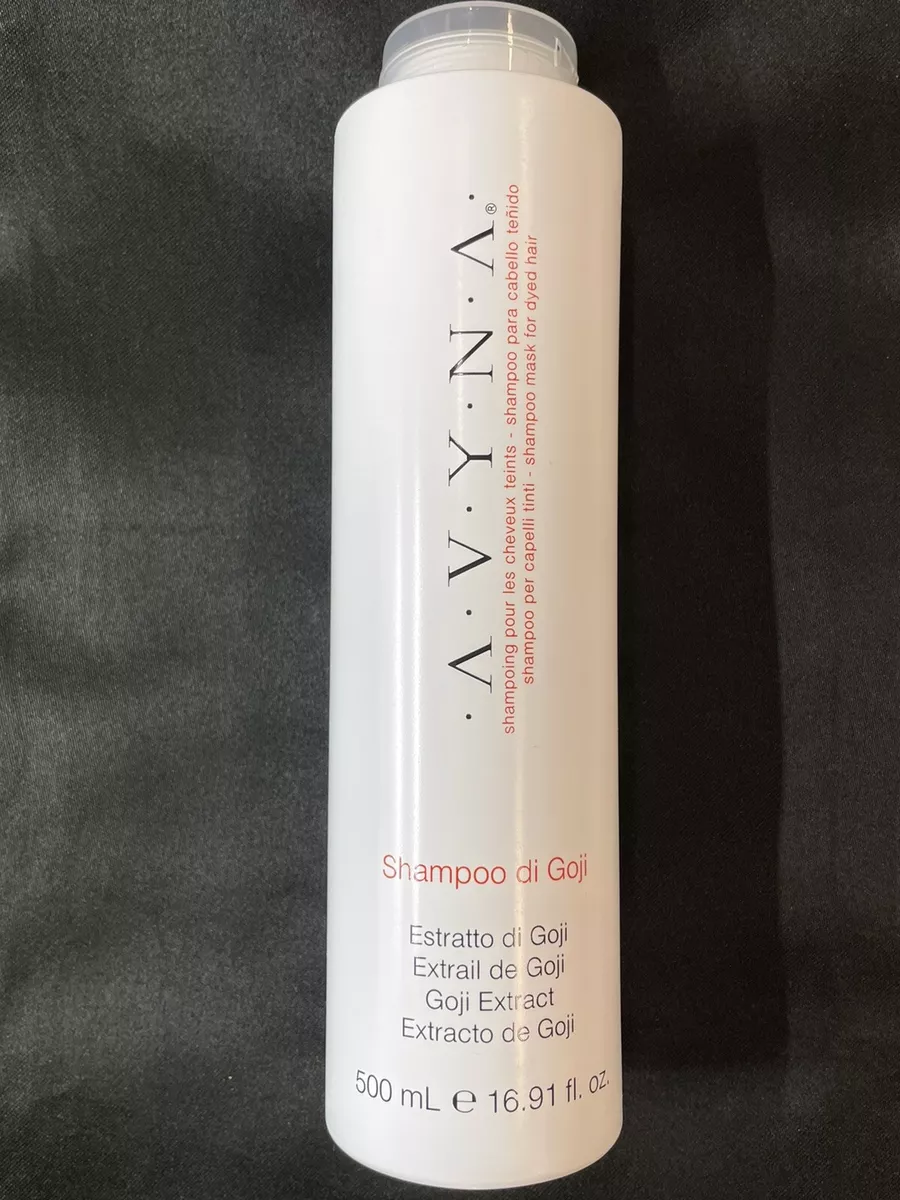 ·A·V·Y·N·A·®
shampoing pour les cheveux teints - shampoo para cabello teñido
shampoo per capelli tinti - shampoo mask for dyed hair
Shampoo di Goji
Estratto di Goji
Extrail de Goji
Goji Extract
Extracto de Goji
500 mL ℮ 16.91 fl. oz.